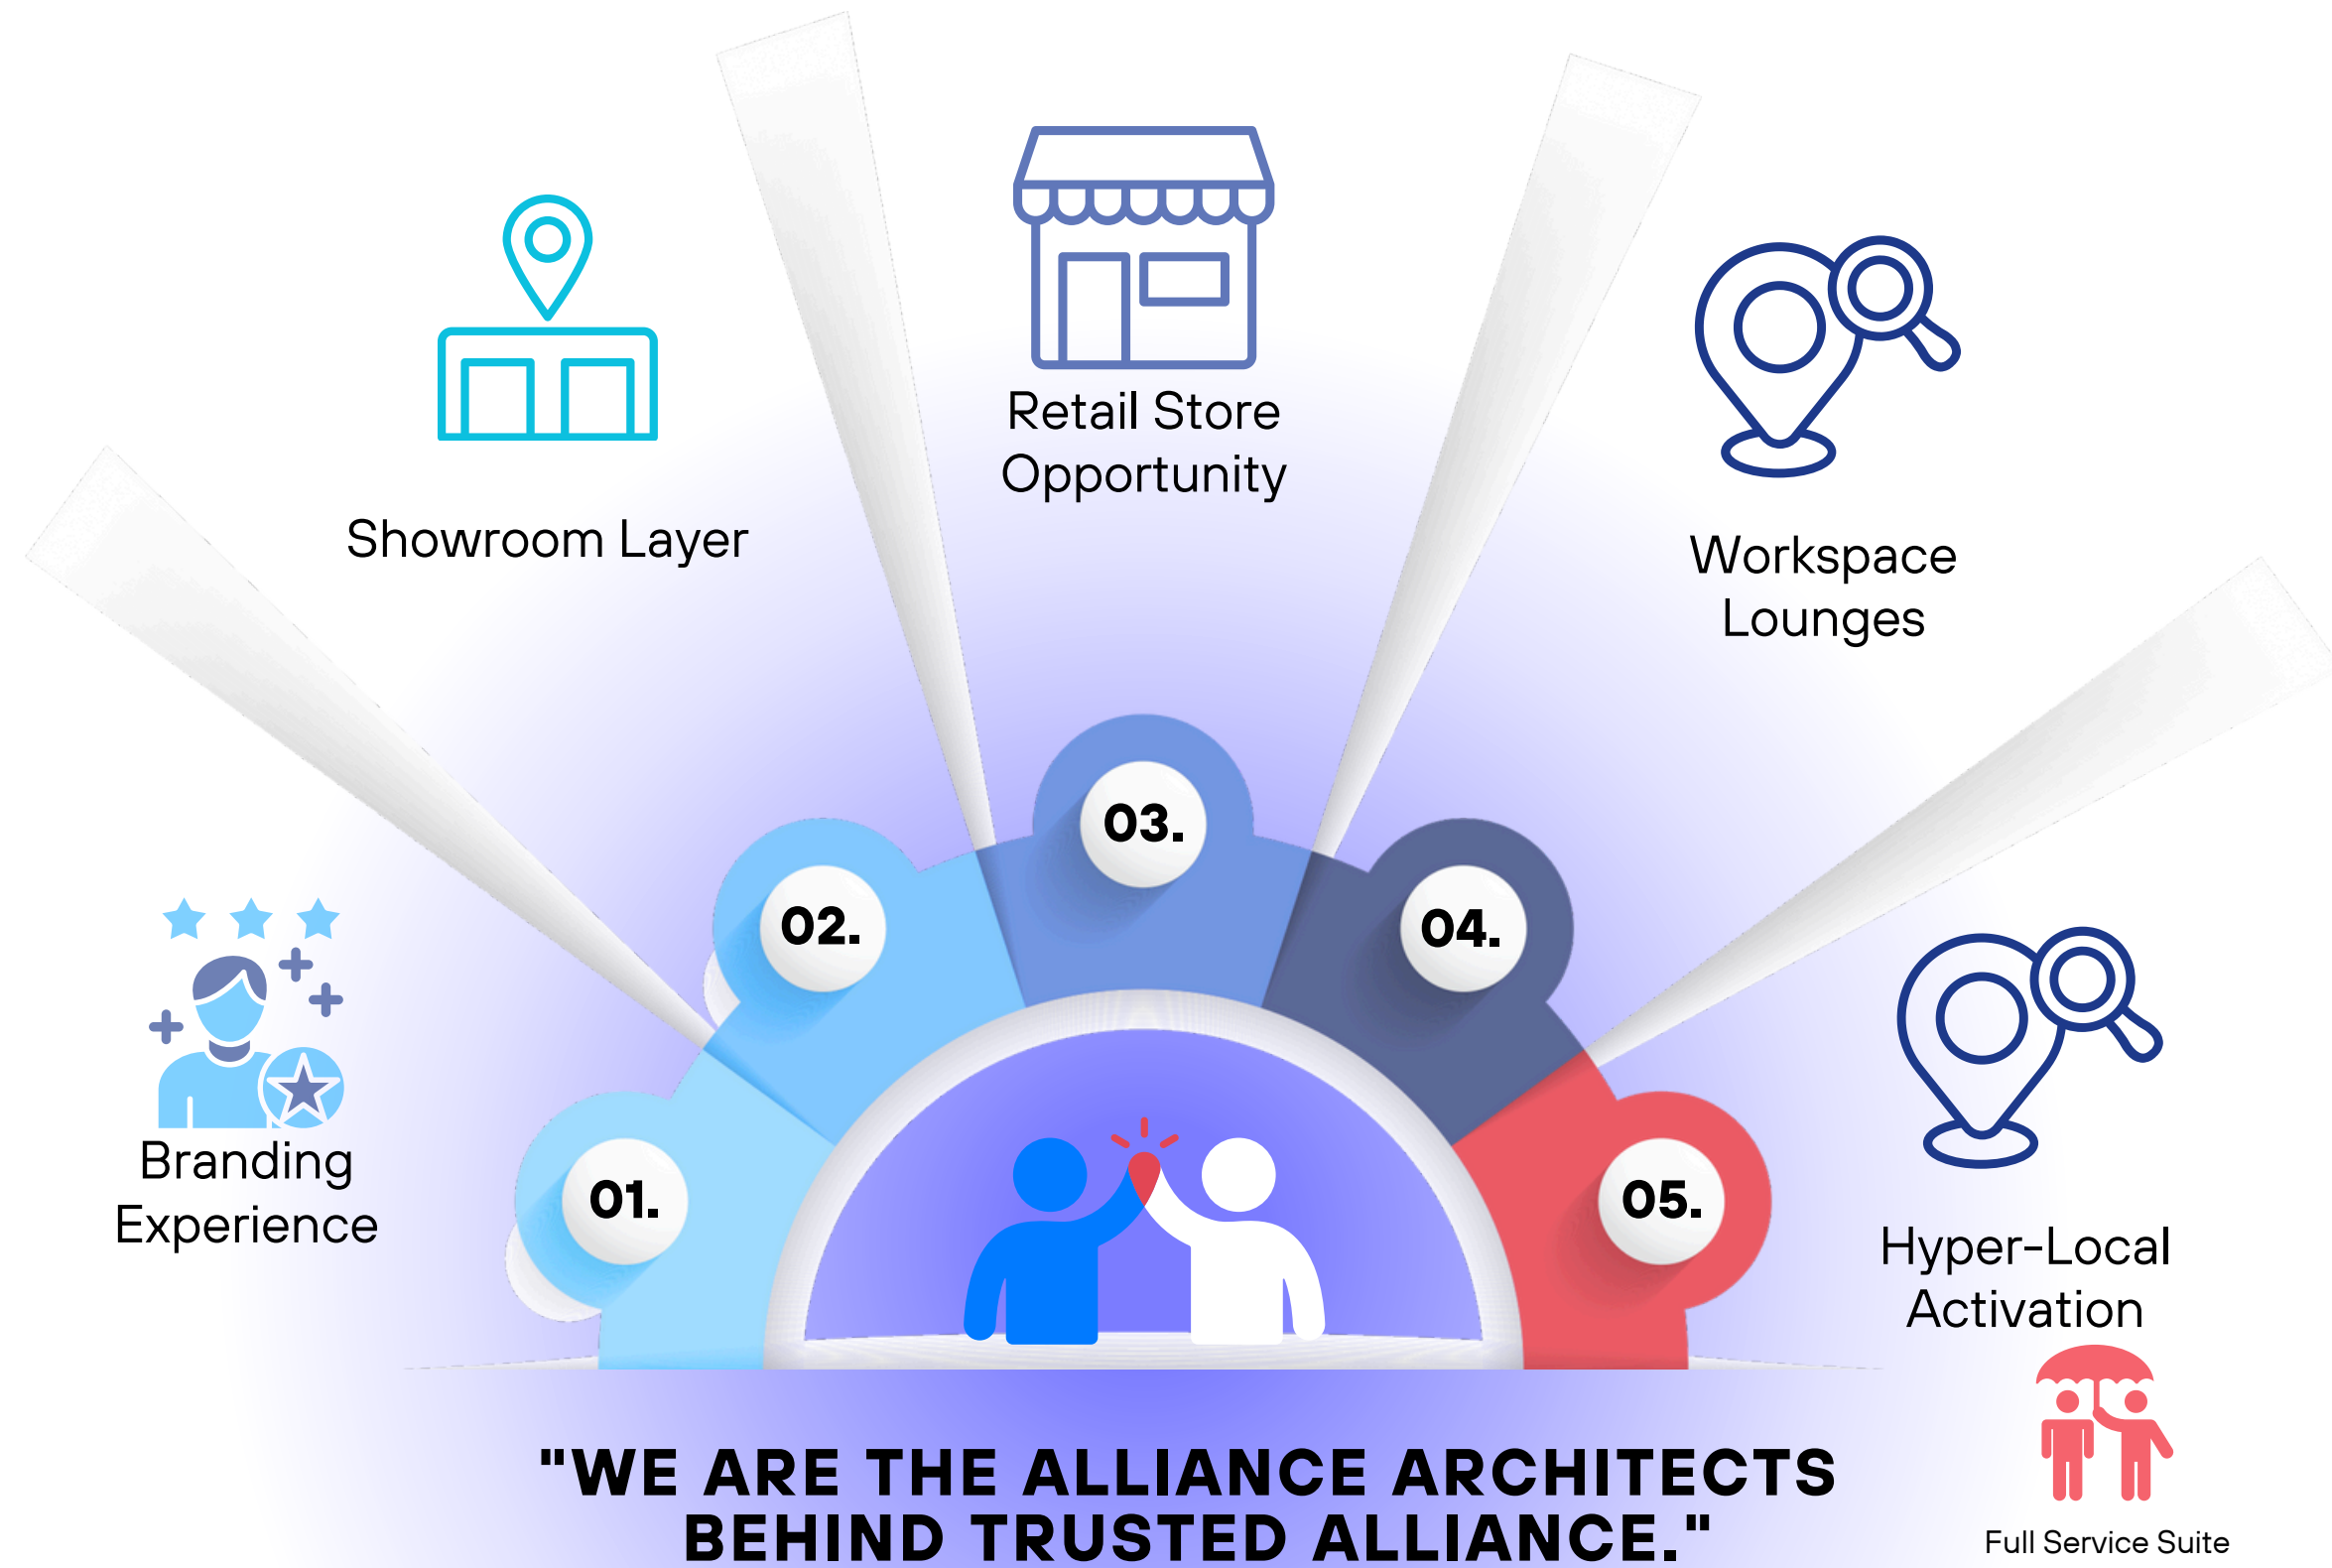 Retail Store
Opportunity
Showroom Layer
Workspace
Lounges
03.
02.
04.
Branding
Experience
01.
05.
Hyper-Local
Activation
"WE ARE THE ALLIANCE ARCHITECTS
BEHIND TRUSTED ALLIANCE."
Full Service Suite